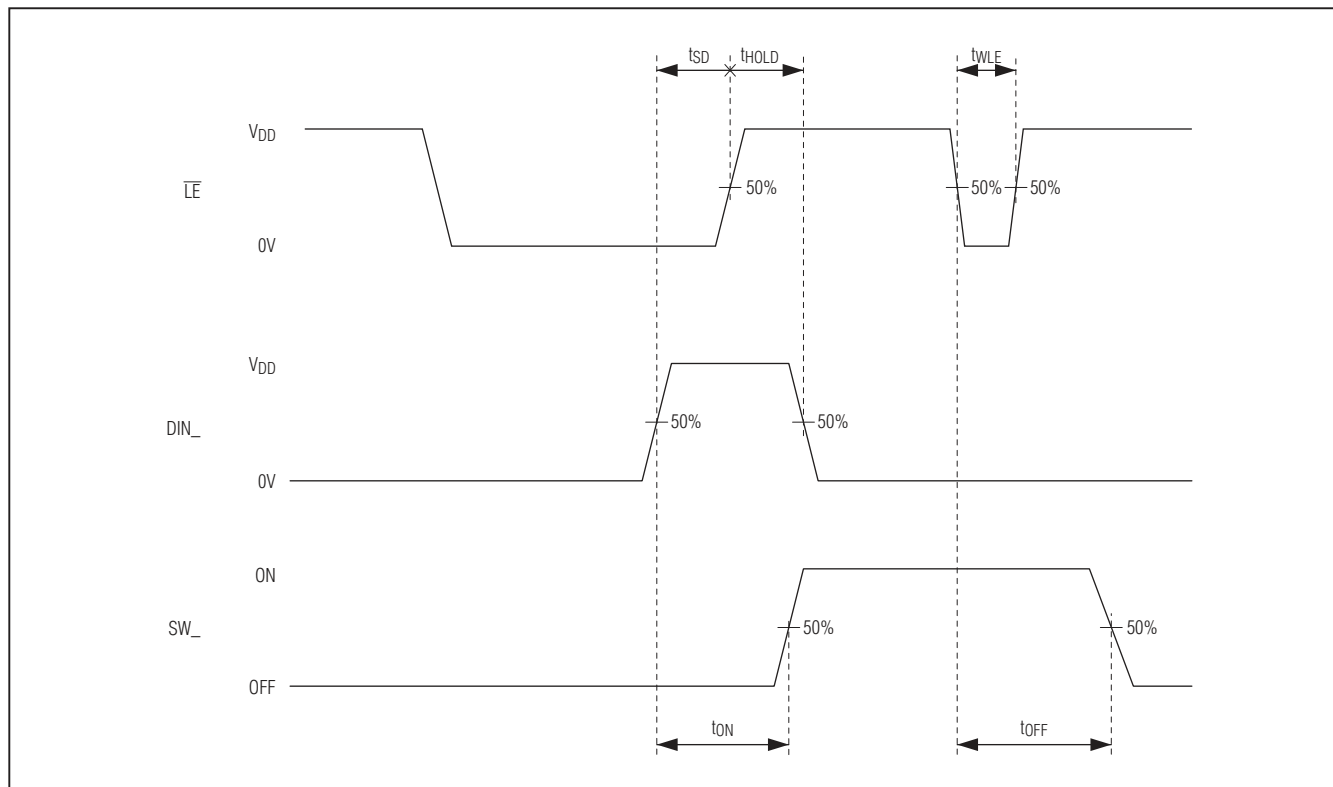 tSD tHOLD tWLE
VDD
LE
50% 50% 50%
0V
VDD
DIN_
50% 50%
0V
ON
SW_
50% 50%
OFF
tON tOFF